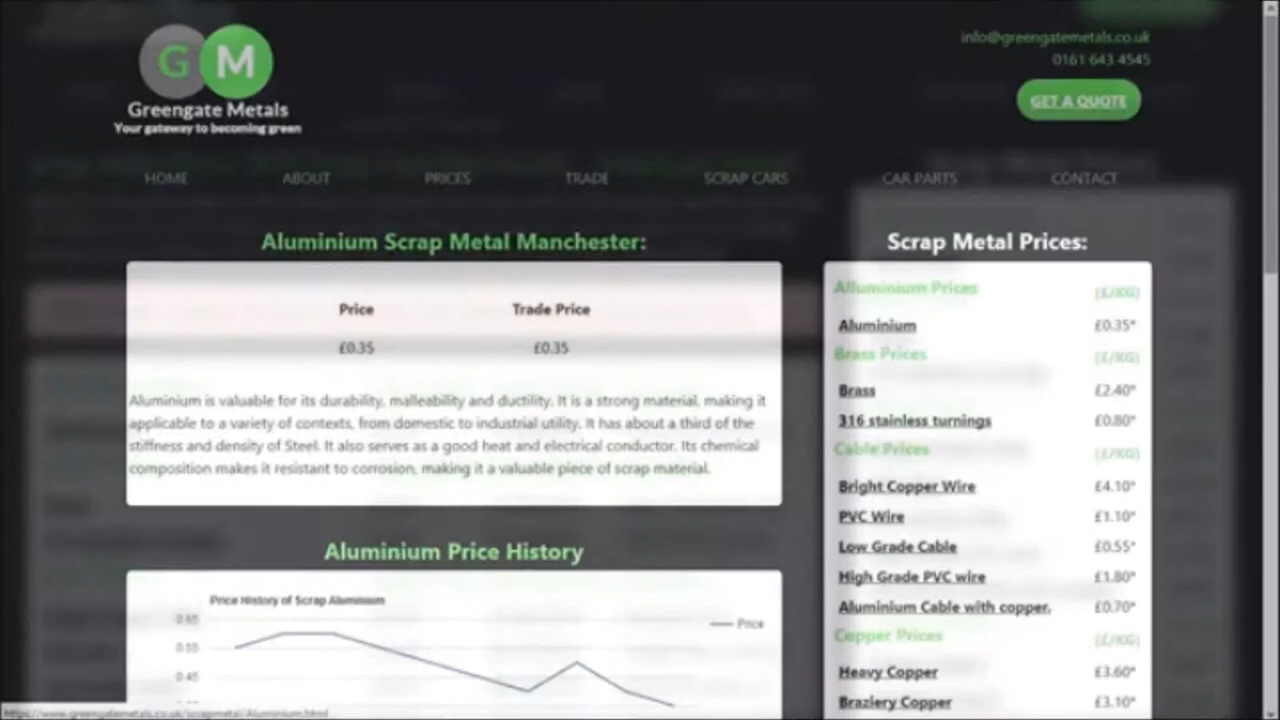 GM
Greengate Metals
Your gateway to becoming green
info@greengatemetals.co.uk
0161 643 4545
GET A QUOTE
HOME ABOUT PRICES TRADE SCRAP CARS CAR PARTS CONTACT
Aluminium Scrap Metal Manchester:
Price Trade Price
£0.35 £0.35
Aluminium is valuable for its durability, malleability and ductility. It is a strong material, making it
applicable to a variety of contexts, from domestic to industrial utility. It has about a third of the
stiffness and density of Steel. It also serves as a good heat and electrical conductor. Its chemical
composition makes it resistant to corrosion, making it a valuable piece of scrap material.
Aluminium Price History
Price History of Scrap Aluminium
0.65
0.55
0.45
Price
Scrap Metal Prices:
Alluminium Prices (£/KG)
Aluminium £0.35*
Brass Prices (£/KG)
Brass £2.40*
316 stainless turnings £0.80*
Cable Prices (£/KG)
Bright Copper Wire £4.10*
PVC Wire £1.10*
Low Grade Cable £0.55*
High Grade PVC wire £1.80*
Aluminium Cable with copper. £0.70*
Copper Prices (£/KG)
Heavy Copper £3.60*
Braziery Copper £3.10*
https://www.greengatemetals.co.uk/scrapmetal/Aluminium.html